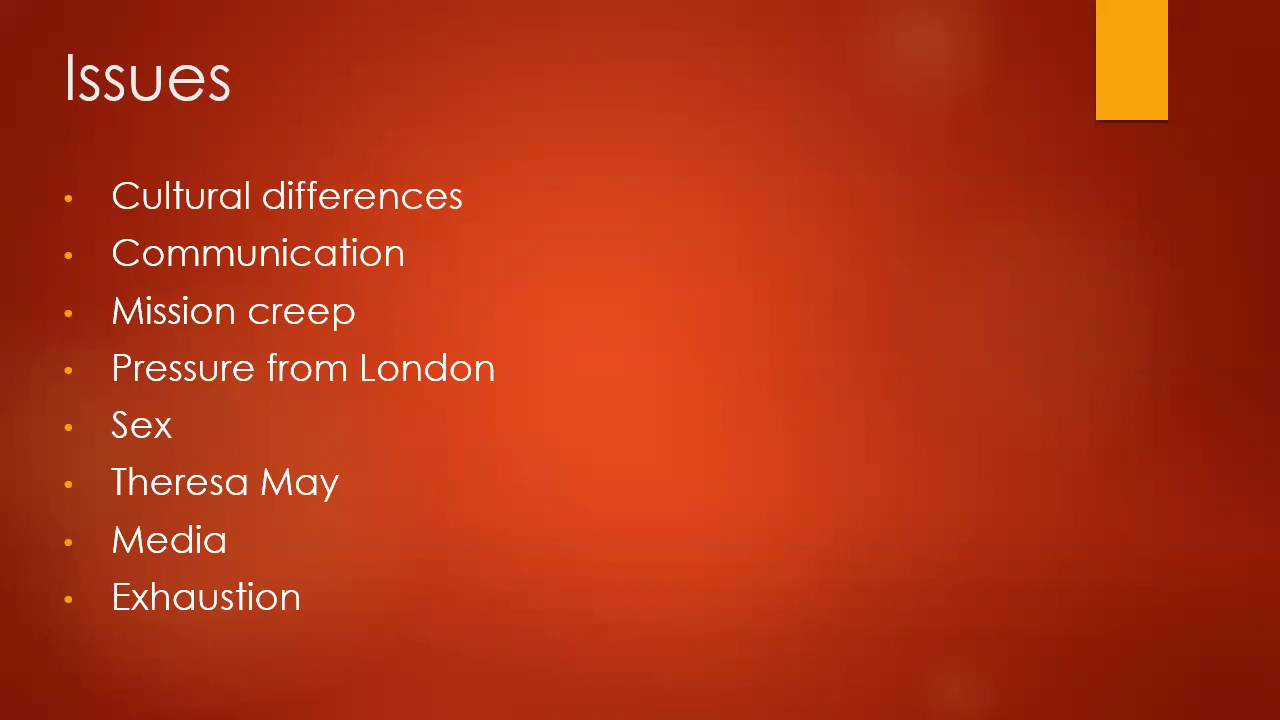 Issues
• Cultural differences
• Communication
• Mission creep
• Pressure from London
• Sex
• Theresa May
• Media
• Exhaustion